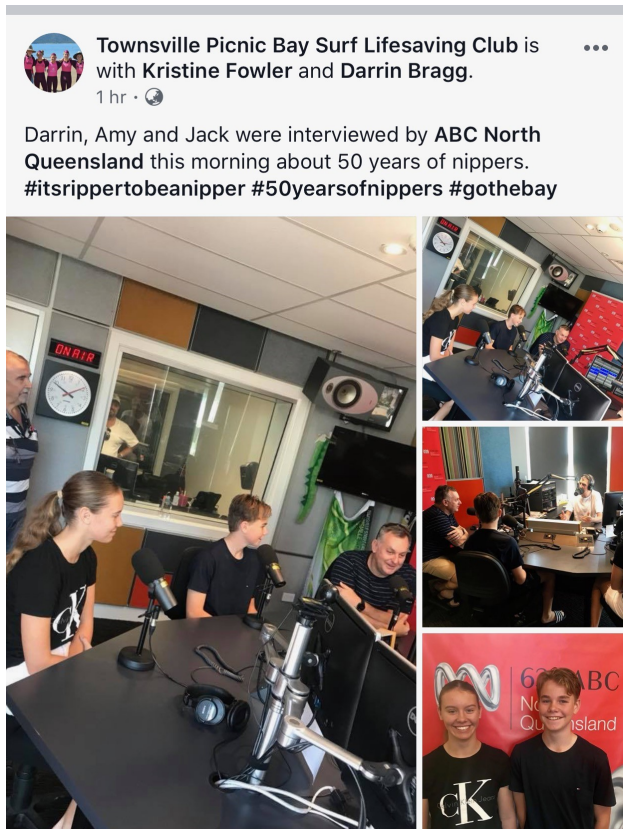 Townsville Picnic Bay Surf Lifesaving Club is
with Kristine Fowler and Darrin Bragg.
1 hr ·
Darrin, Amy and Jack were interviewed by ABC North
Queensland this morning about 50 years of nippers.
#itsrippertobeanipper #50yearsofnippers #gothebay
ON AIR
ON AIR
CK
ABC
Queensland
CK